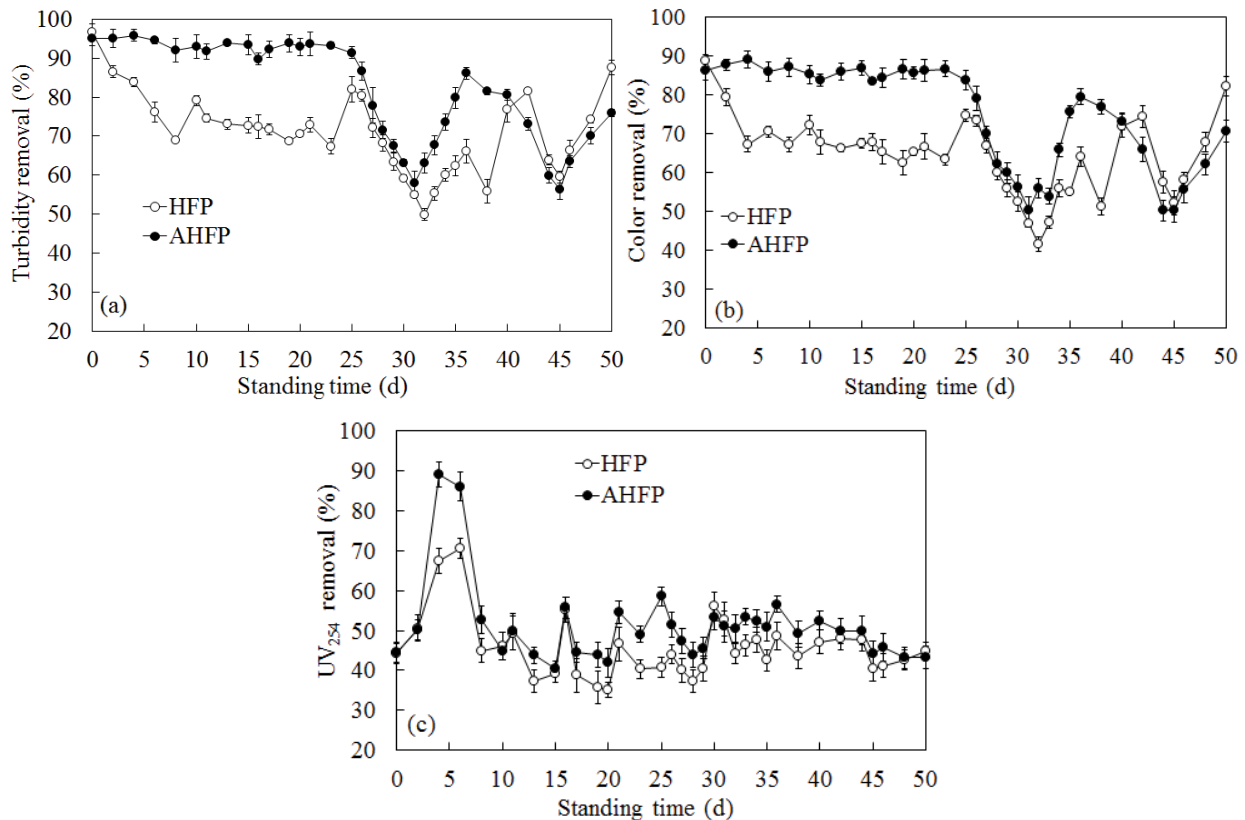 100
90
80
70
60
50
40
30
20
Turbidity removal (%)
HFP
AHFP
(a)
0 5 10 15 20 25 30 35 40 45 50
Standing time (d)
100
90
80
70
60
50
40
30
20
Color removal (%)
HFP
AHFP
(b)
0 5 10 15 20 25 30 35 40 45 50
Standing time (d)
100
90
80
70
60
50
40
30
20
UV254 removal (%)
HFP
AHFP
(c)
0 5 10 15 20 25 30 35 40 45 50
Standing time (d)